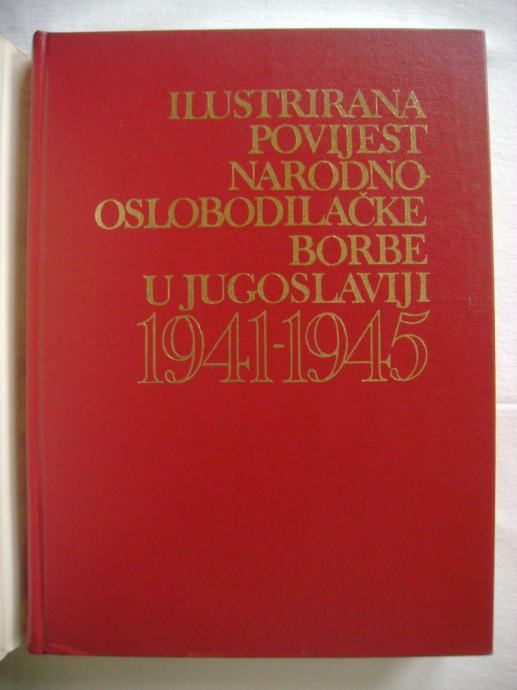 ILUSTRIRANA
POVIJEST
NARODNO-
OSLOBODILAČKE
BORBE
U JUGOSLAVIJI
1941-1945